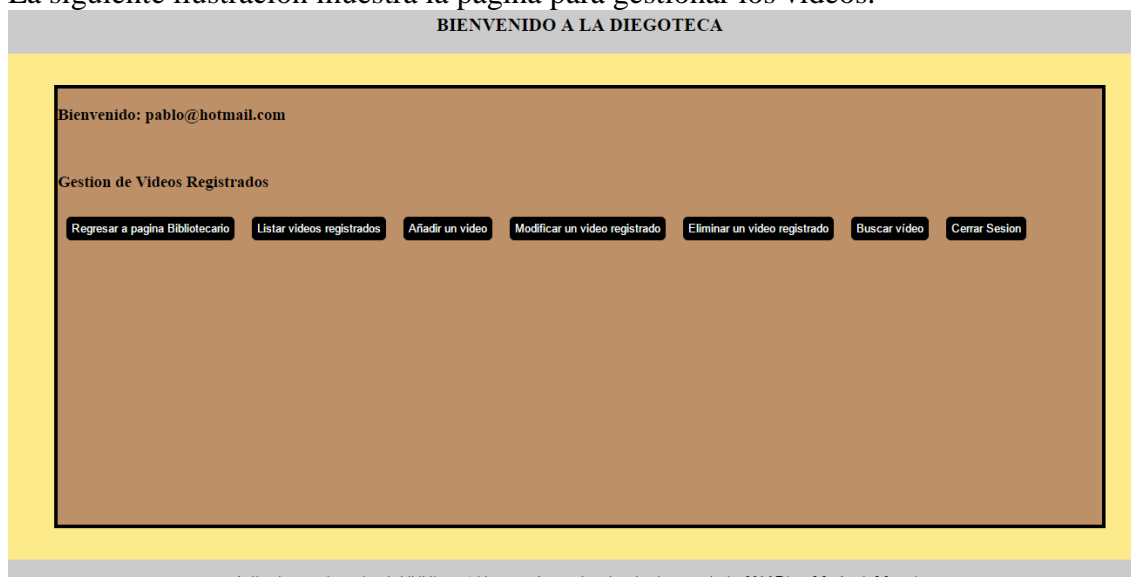 La siguiente ilustración muestra la página para gestionar los videos.
BIENVENIDO A LA DIEGOTECA
Bienvenido: pablo@hotmail.com
Gestion de Videos Registrados
Regresar a pagina Bibliotecario Listar videos registrados Añadir un video Modificar un video registrado Eliminar un video registrado Buscar vídeo Cerrar Sesion